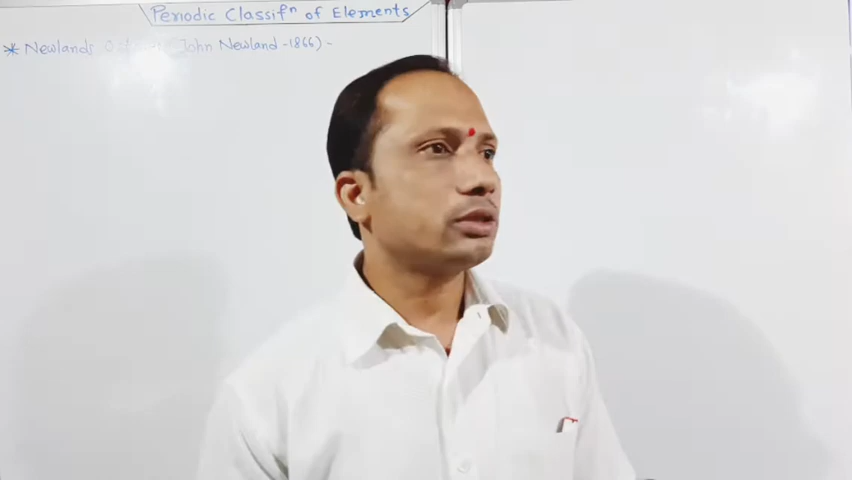 Periodic Classifⁿ of Elements
* Newlands (John Newland -1866) -